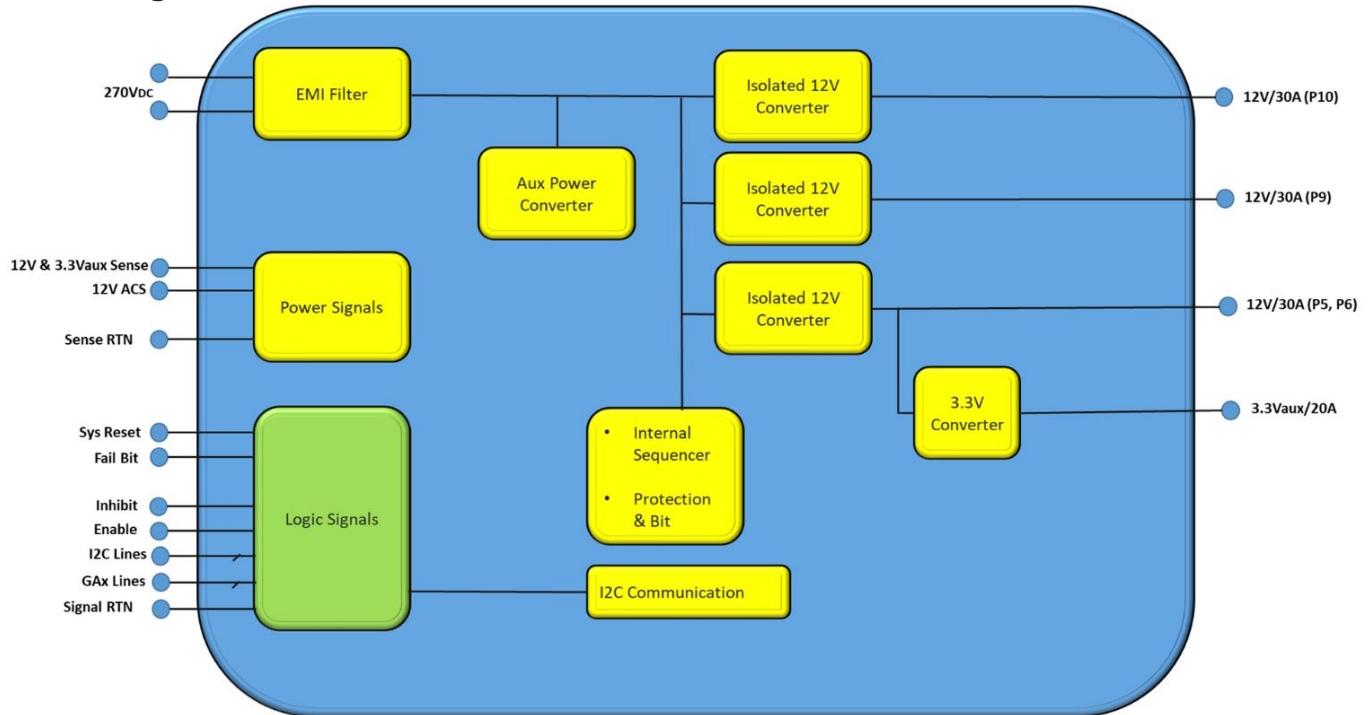 EMI Filter
Isolated 12V
Converter
270VDC
12V/30A (P10)
Aux Power
Converter
Isolated 12V
Converter
12V/30A (P9)
12V & 3.3Vaux Sense
12V ACS
Sense RTN
Power Signals
Isolated 12V
Converter
12V/30A (P5, P6)
3.3V
Converter
3.3Vaux/20A
Sys Reset
Fail Bit
Inhibit
Enable
I2C Lines
GAx Lines
Signal RTN
Logic Signals
• Internal
Sequencer
• Protection
& Bit
I2C Communication